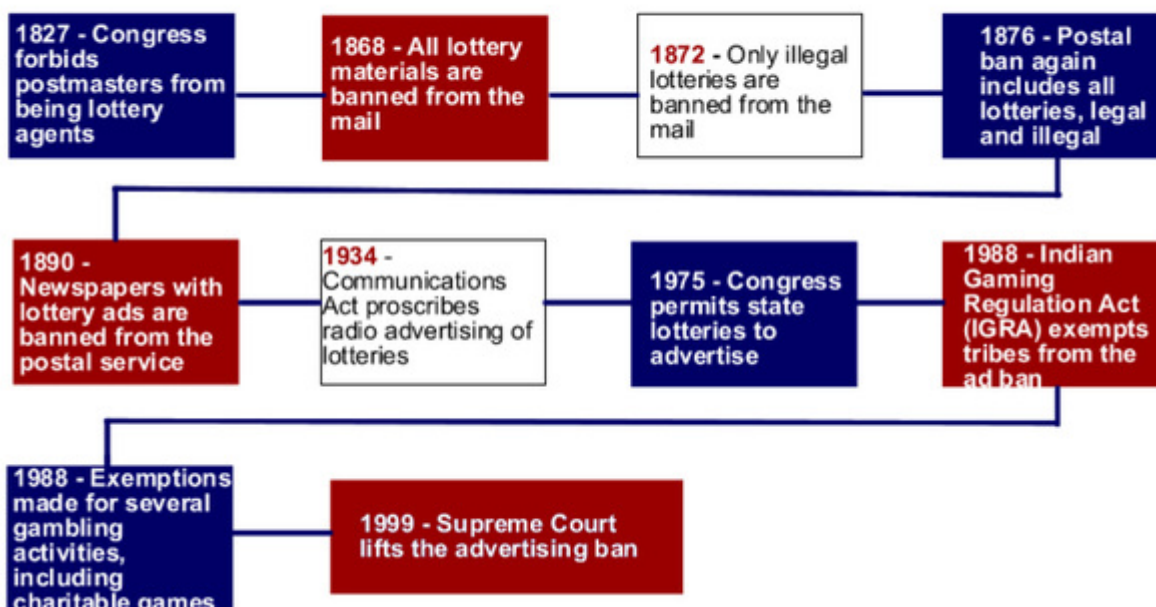 1827 - Congress
forbids
postmasters from
being lottery
agents
1868 - All lottery
materials are
banned from the
mail
1872 - Only illegal
lotteries are
banned from the
mail
1876 - Postal
ban again
includes all
lotteries, legal
and illegal
1890 -
Newspapers with
lottery ads are
banned from the
postal service
1934 -
Communications
Act proscribes
radio advertising of
lotteries
1975 - Congress
permits state
lotteries to
advertise
1988 - Indian
Gaming
Regulation Act
(IGRA) exempts
tribes from the
ad ban
1988 - Exemptions
made for several
gambling
activities,
including
charitable games
1999 - Supreme Court
lifts the advertising ban